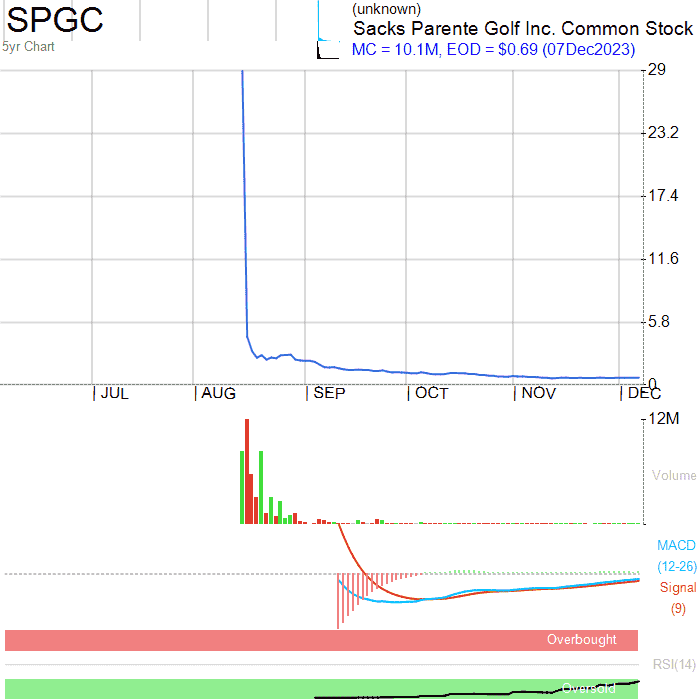 SPGC
(unknown)
Sacks Parente Golf Inc. Common Stock
5yr Chart
MC = 10.1M, EOD = $0.69 (07Dec2023)
29
23.2
17.4
11.6
5.8
0
JUL AUG SEP OCT NOV DEC
12M
Volume
MACD
(12-26)
Signal
(9)
Overbought
RSI(14)
Oversold